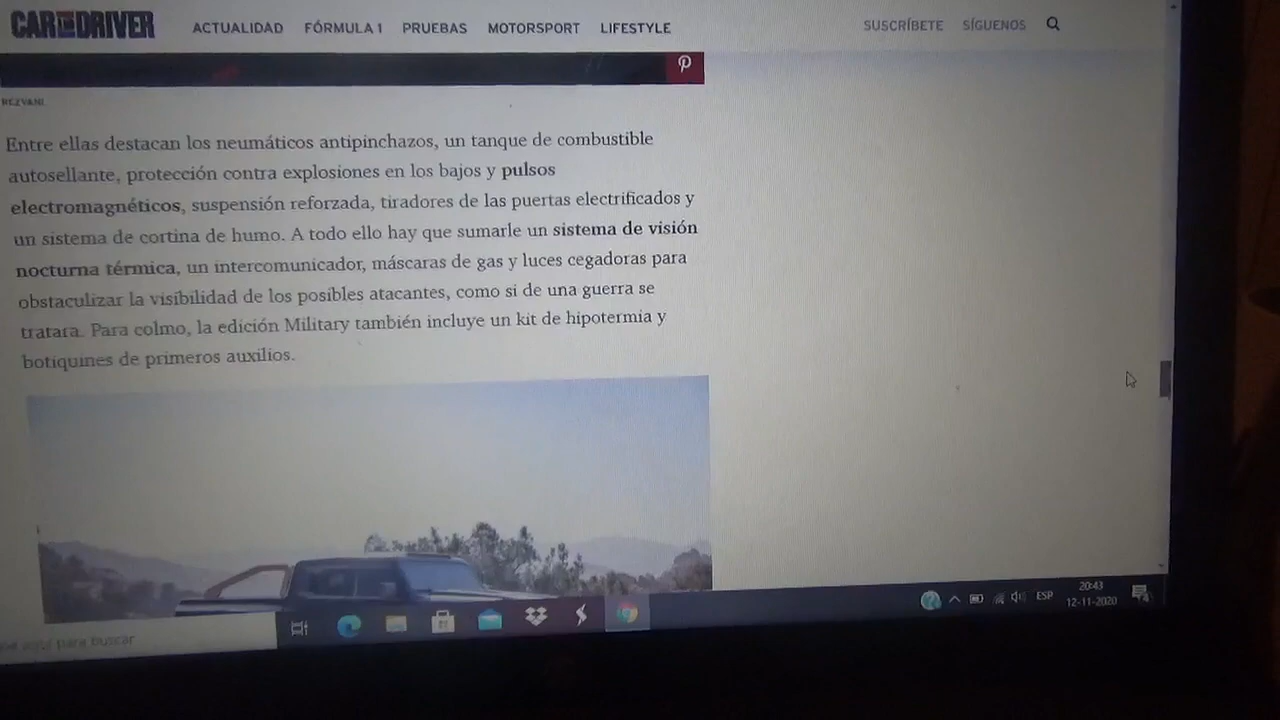 CAR AND DRIVER
ACTUALIDAD FÓRMULA 1 PRUEBAS MOTORSPORT LIFESTYLE SUSCRÍBETE SÍGUENOS
REZVANI
Entre ellas destacan los neumáticos antipinchazos, un tanque de combustible
autosellante, protección contra explosiones en los bajos y pulsos
electromagnéticos, suspensión reforzada, tiradores de las puertas electrificados y
un sistema de cortina de humo. A todo ello hay que sumarle un sistema de visión
nocturna térmica, un intercomunicador, máscaras de gas y luces cegadoras para
obstaculizar la visibilidad de los posibles atacantes, como si de una guerra se
tratara. Para colmo, la edición Military también incluye un kit de hipotermia y
botiquines de primeros auxilios.
aquí para buscar
ESP
20:43
12-11-2020